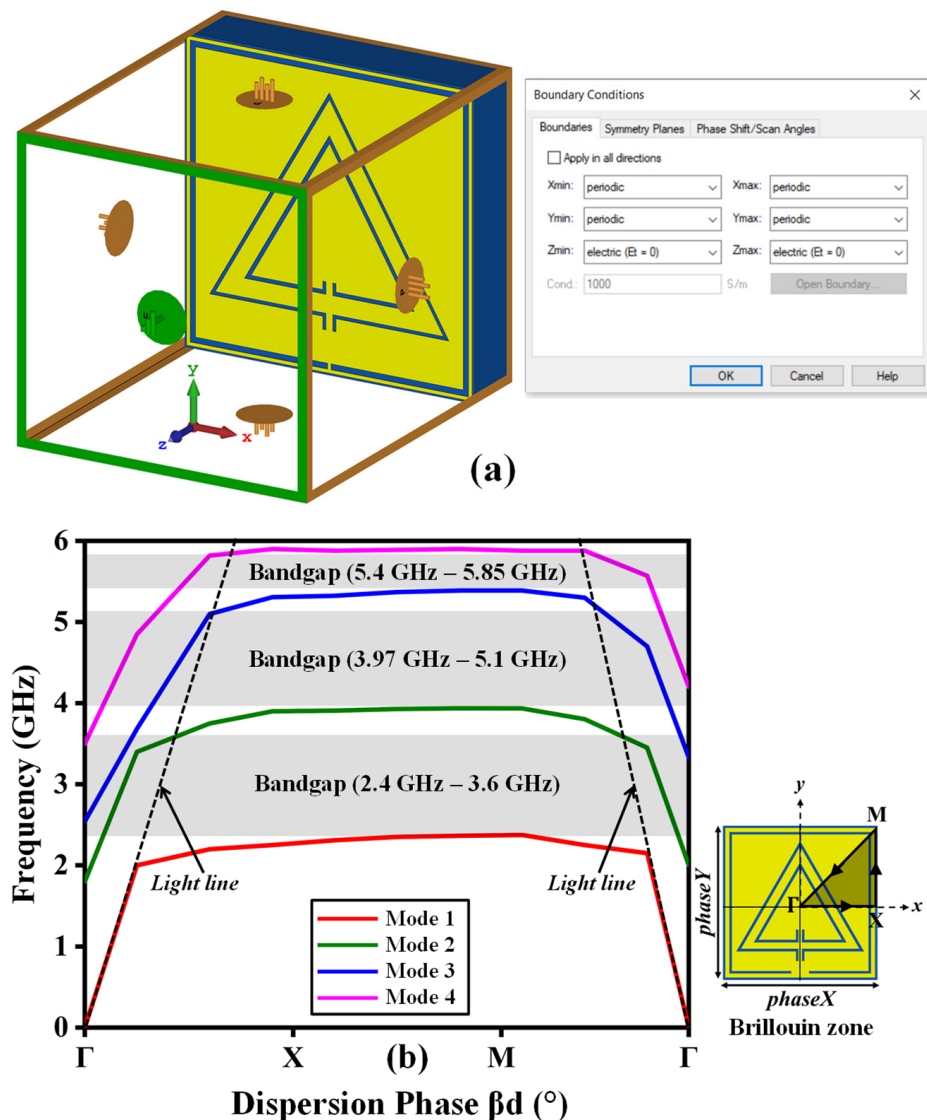 Boundary Conditions
Boundaries Symmetry Planes Phase Shift/Scan Angles
Apply in all directions
Xmin: periodic Xmax: periodic
Ymin: periodic Ymax: periodic
Zmin: electric (Et = 0) Zmax: electric (Et = 0)
Cond.: 1000 S/m Open Boundary...
OK Cancel Help
y
z x
(a)
6
5
4
3
2
1
0
Frequency (GHz)
Bandgap (5.4 GHz – 5.85 GHz)
Bandgap (3.97 GHz – 5.1 GHz)
Bandgap (2.4 GHz – 3.6 GHz)
Light line Light line
Mode 1
Mode 2
Mode 3
Mode 4
Γ X (b) M Γ
Dispersion Phase βd (°)
y
M
Γ X x
phaseY
phaseX
Brillouin zone